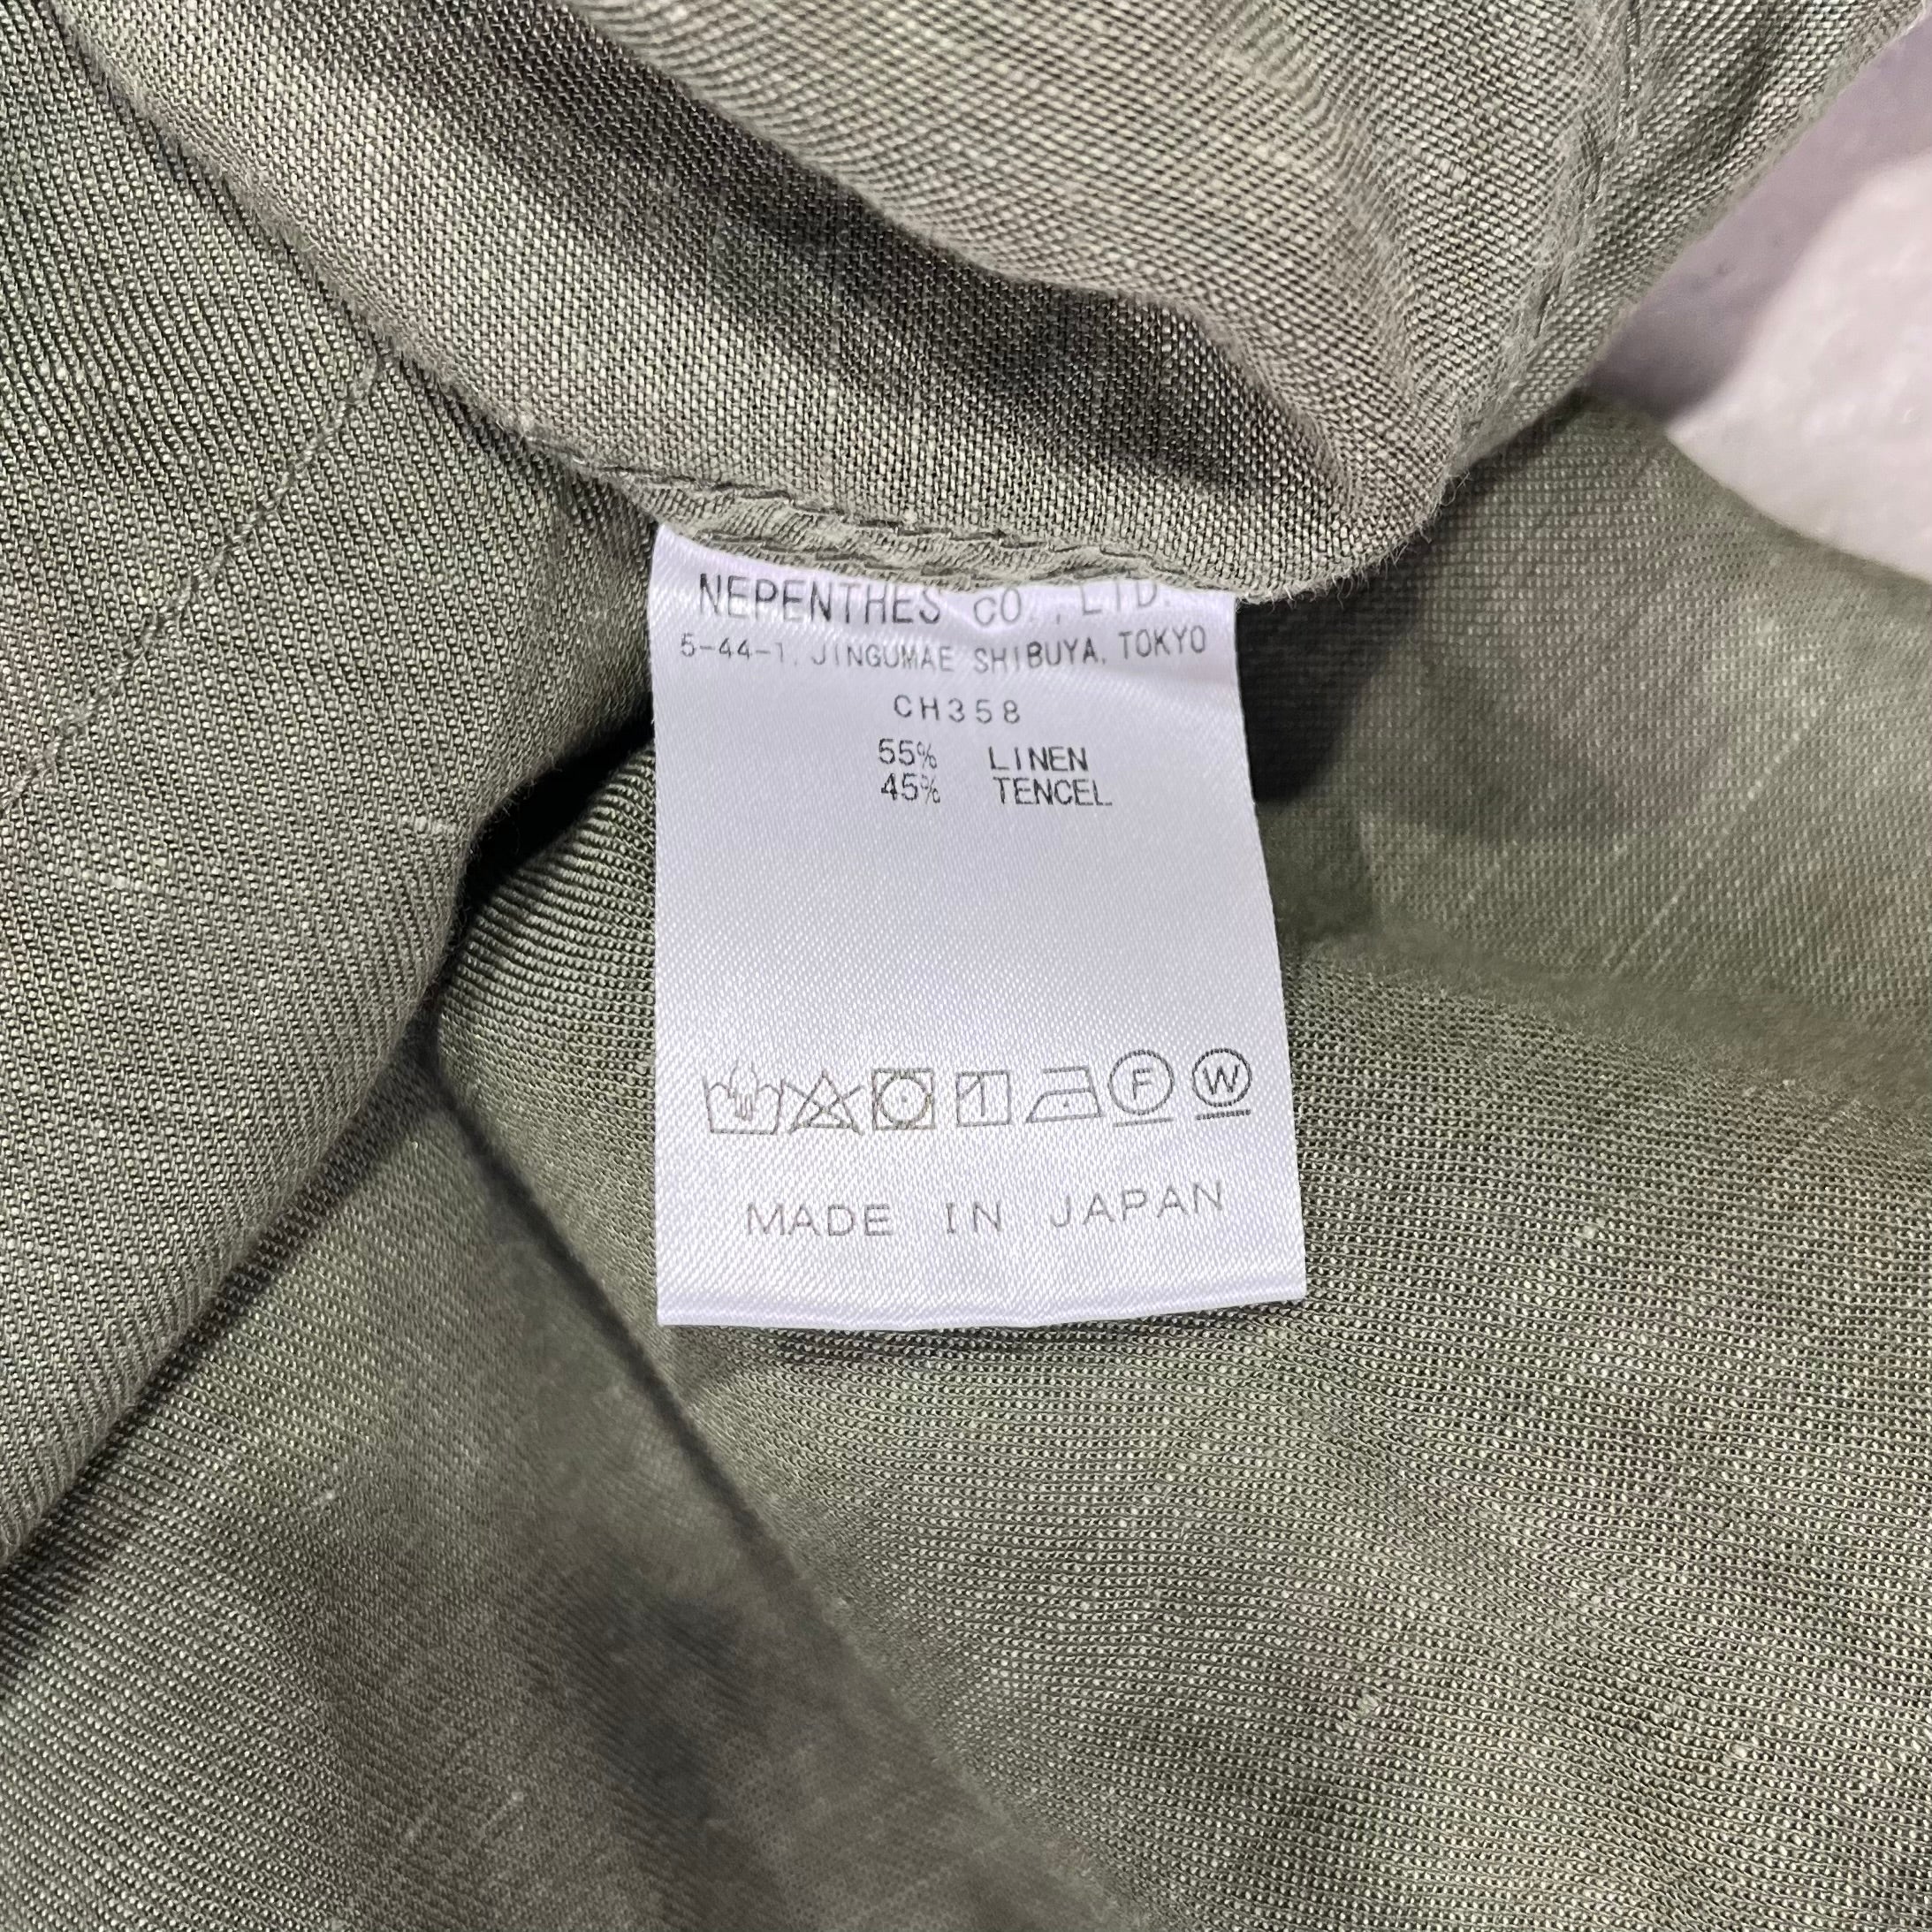 NEPENTHES CO.,LTD.
5-44-1, JINGUMAE SHIBUYA, TOKYO
CH358
55% LINEN
45% TENCEL
F W
MADE IN JAPAN